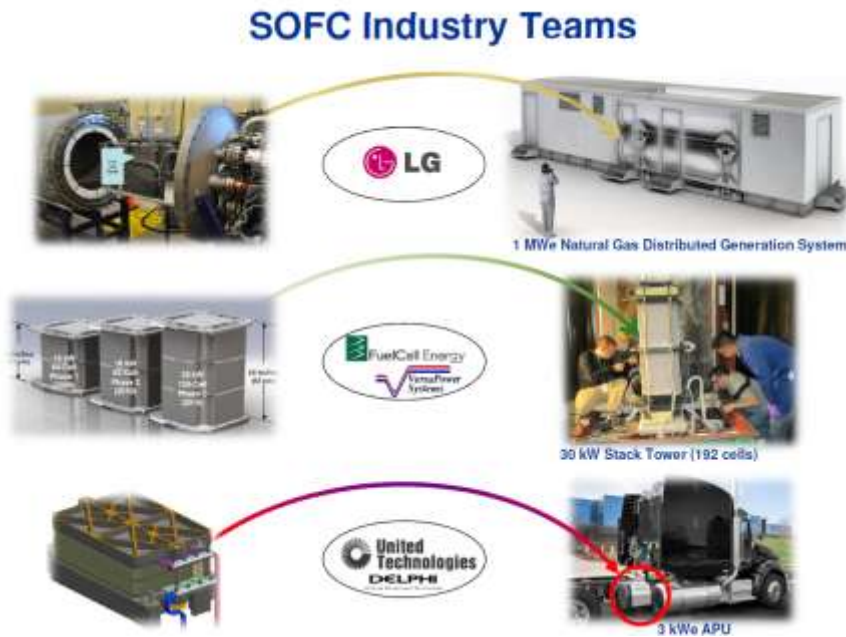 SOFC Industry Teams
LG
1 MWe Natural Gas Distributed Generation System
FuelCell Energy
VersaPower
Systems
30 kW Stack Tower (192 cells)
United
Technologies
DELPHI
3 kWe APU